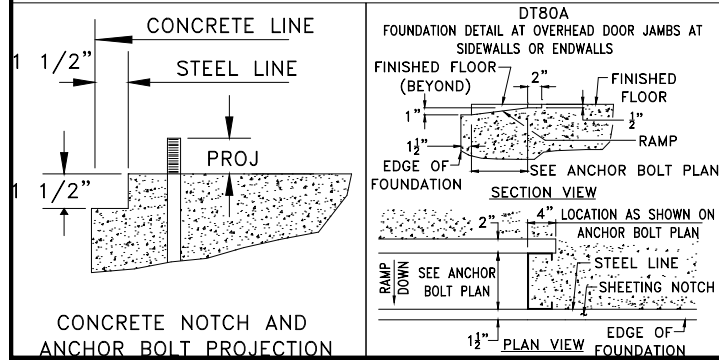 CONCRETE LINE
1 1/2"
STEEL LINE
PROJ
1 1/2"
CONCRETE NOTCH AND
ANCHOR BOLT PROJECTION
DT80A
FOUNDATION DETAIL AT OVERHEAD DOOR JAMBS AT
SIDEWALLS OR ENDWALLS
FINISHED FLOOR
(BEYOND)
2"
FINISHED
FLOOR
1"
1/2"
RAMP
1 1/2"
EDGE OF
FOUNDATION
SEE ANCHOR BOLT PLAN
SECTION VIEW
2"
4"
LOCATION AS SHOWN ON
ANCHOR BOLT PLAN
RAMP
DOWN
SEE ANCHOR
BOLT PLAN
STEEL LINE
SHEETING NOTCH
1 1/2"
PLAN VIEW
EDGE OF
FOUNDATION